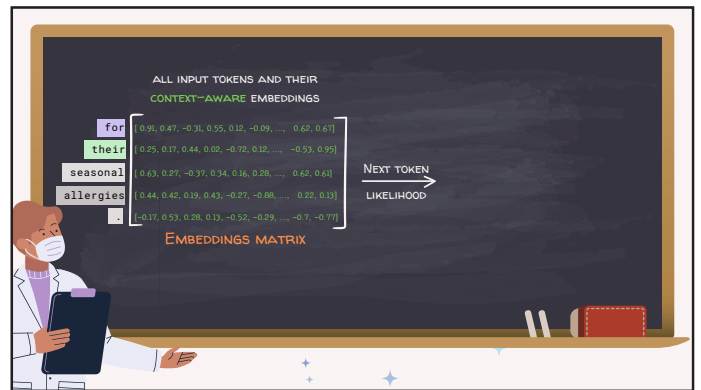 ALL INPUT TOKENS AND THEIR
CONTEXT-AWARE EMBEDDINGS
for [ 0.91, 0.47, -0.31, 0.55, 0.12, -0.09, ..., 0.62, 0.67]
their [ 0.25, 0.17, 0.44, 0.02, -0.72, 0.12, ..., -0.53, 0.95]
seasonal [ 0.63, 0.27, -0.37, 0.34, 0.16, 0.28, ..., 0.62, 0.61]
allergies [ 0.44, 0.42, 0.19, 0.43, -0.27, -0.88, ..., 0.22, 0.13]
. [-0.17, 0.53, 0.28, 0.13, -0.52, -0.29, ..., -0.7, -0.77]
EMBEDDINGS MATRIX
NEXT TOKEN
LIKELIHOOD